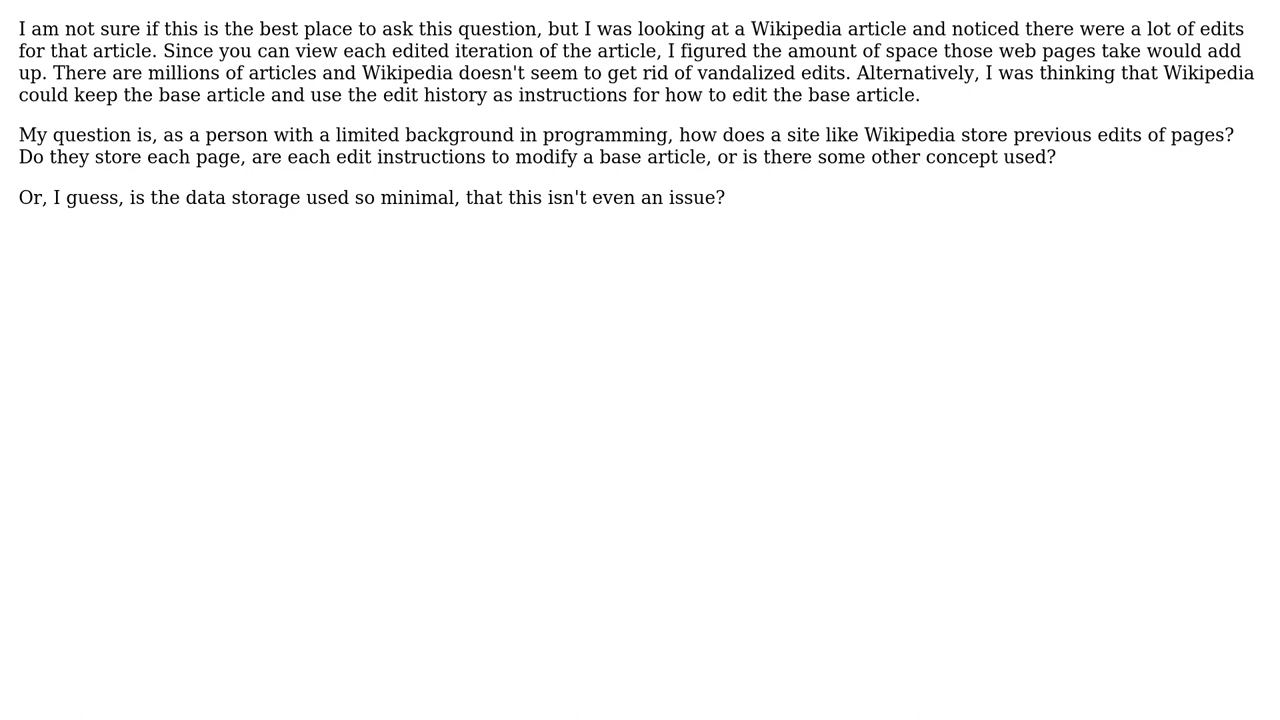 I am not sure if this is the best place to ask this question, but I was looking at a Wikipedia article and noticed there were a lot of edits
for that article. Since you can view each edited iteration of the article, I figured the amount of space those web pages take would add
up. There are millions of articles and Wikipedia doesn't seem to get rid of vandalized edits. Alternatively, I was thinking that Wikipedia
could keep the base article and use the edit history as instructions for how to edit the base article.
My question is, as a person with a limited background in programming, how does a site like Wikipedia store previous edits of pages?
Do they store each page, are each edit instructions to modify a base article, or is there some other concept used?
Or, I guess, is the data storage used so minimal, that this isn't even an issue?